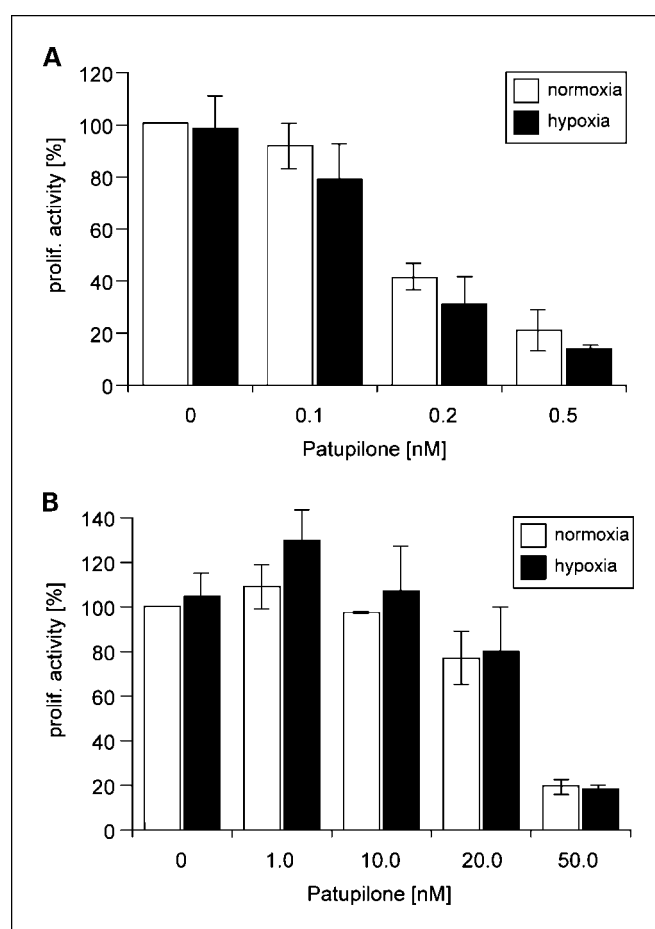 A
120
100
80
60
40
20
0
prolif. activity [%]
normoxia
hypoxia
0 0.1 0.2 0.5
Patupilone [nM]
B
140
120
100
80
60
40
20
0
prolif. activity [%]
normoxia
hypoxia
0 1.0 10.0 20.0 50.0
Patupilone [nM]